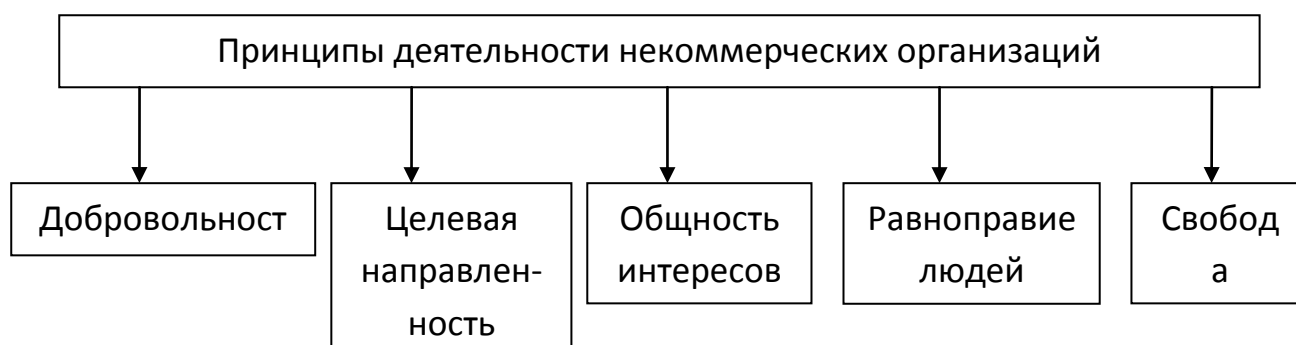 Принципы деятельности некоммерческих организаций
Добровольност
Целевая
направлен-
ность
Общность
интересов
Равноправие
людей
Свобод
а